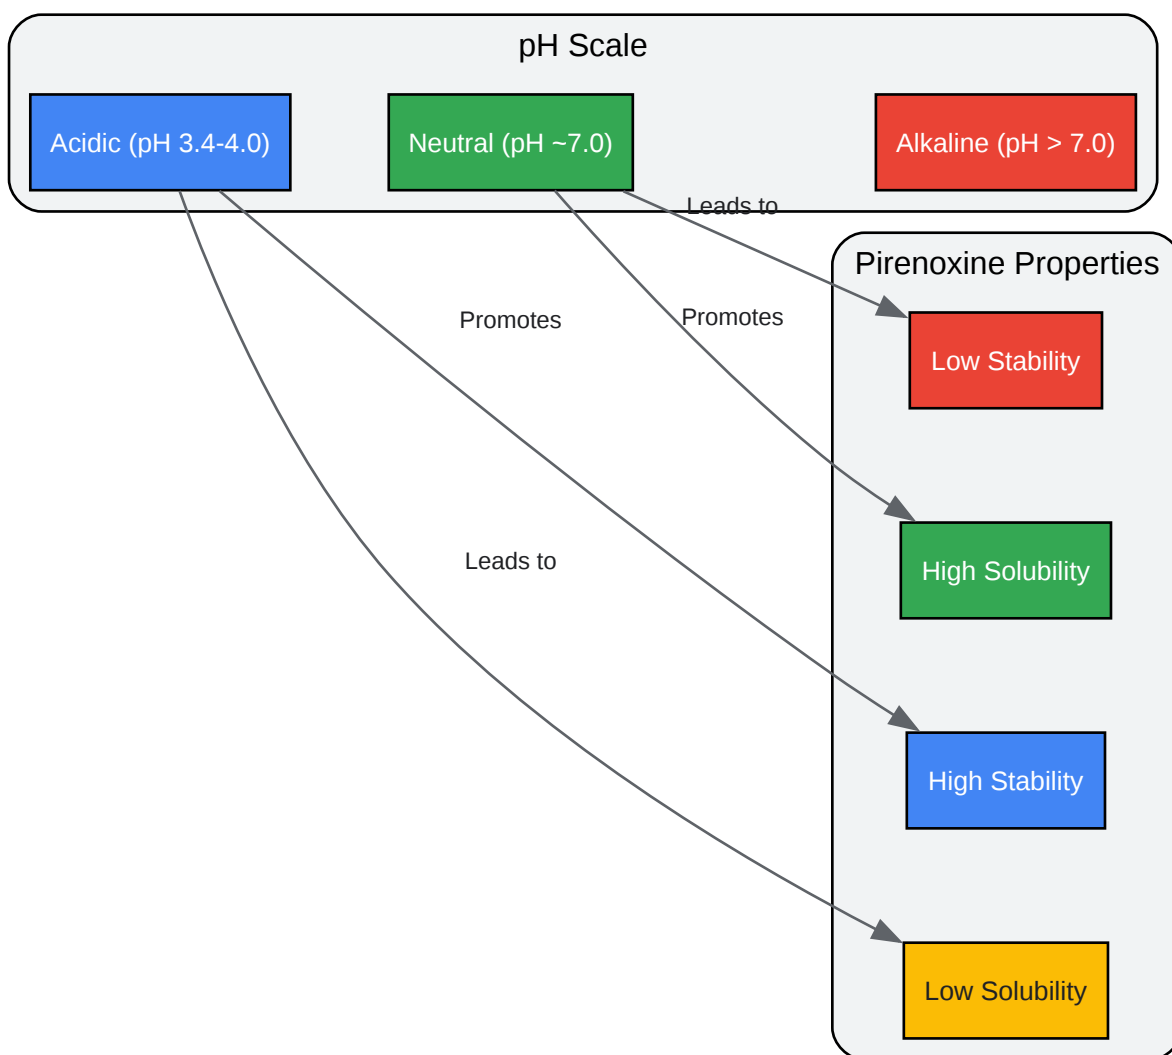 pH Scale
Acidic (pH 3.4-4.0)
Neutral (pH ~7.0)
Alkaline (pH > 7.0)
Leads to
Pirenoxine Properties
Promotes
Promotes
Low Stability
Leads to
High Solubility
High Stability
Low Solubility